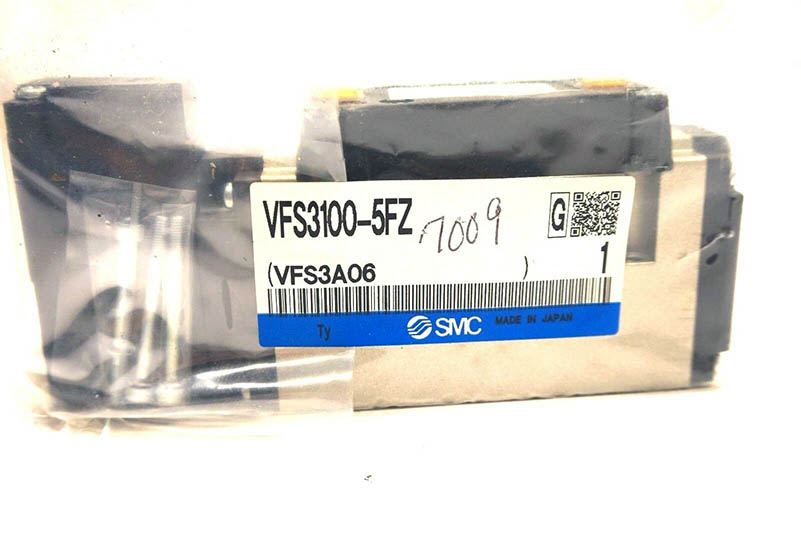 VFS3100-5FZ 7009 G
(VFS3A06 ) 1
Ty SMC MADE IN JAPAN